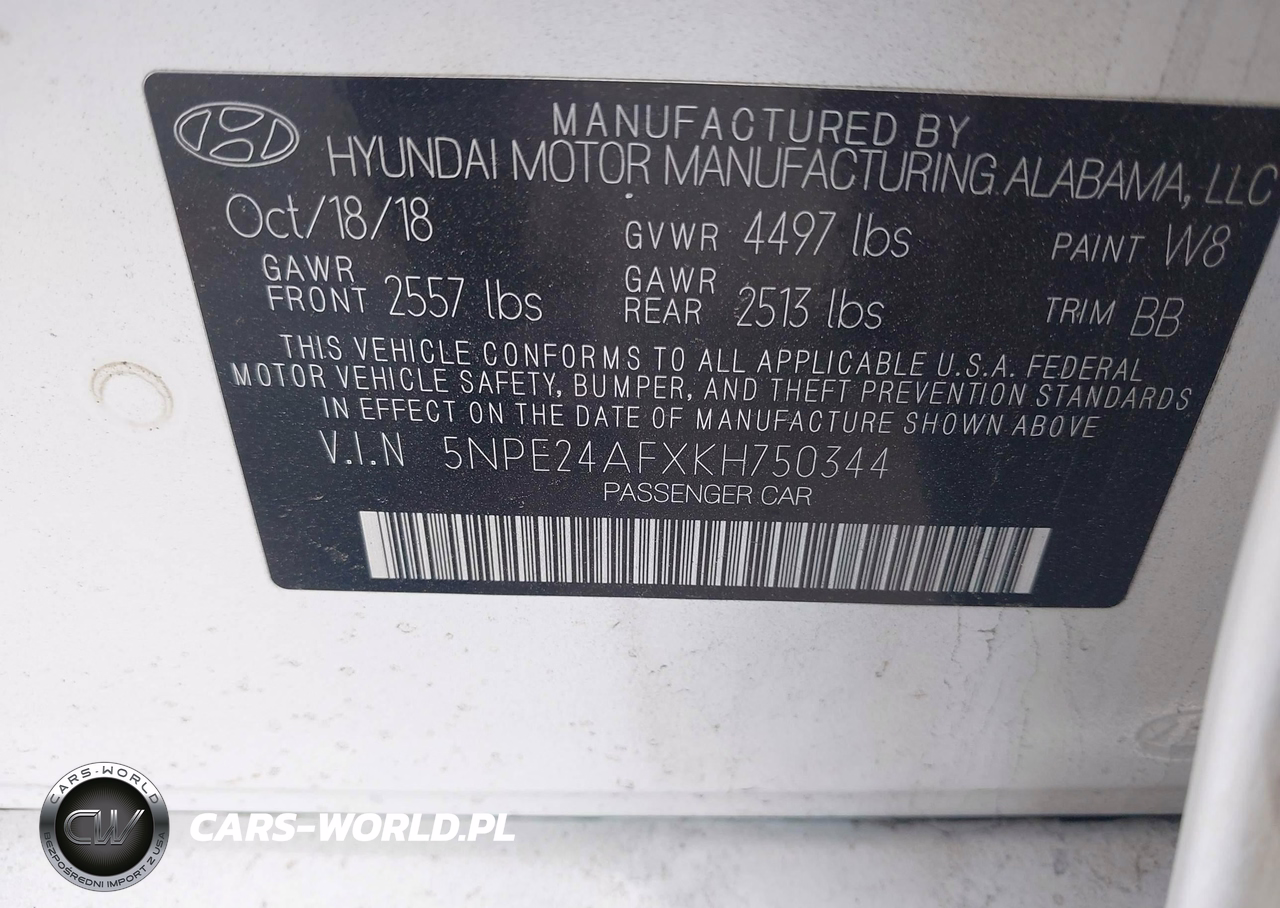 MANUFACTURED BY
HYUNDAI MOTOR MANUFACTURING ALABAMA, LLC
Oct/18/18 GVWR 4497 lbs PAINT W8
GAWR FRONT 2557 lbs GAWR REAR 2513 lbs TRIM BB
THIS VEHICLE CONFORMS TO ALL APPLICABLE U.S.A. FEDERAL
MOTOR VEHICLE SAFETY, BUMPER, AND THEFT PREVENTION STANDARDS
IN EFFECT ON THE DATE OF MANUFACTURE SHOWN ABOVE
V.I.N 5NPE24AFXKH750344
PASSENGER CAR
CARS-WORLD
CW
BEZPOŚREDNI IMPORT Z USA
CARS-WORLD.PL